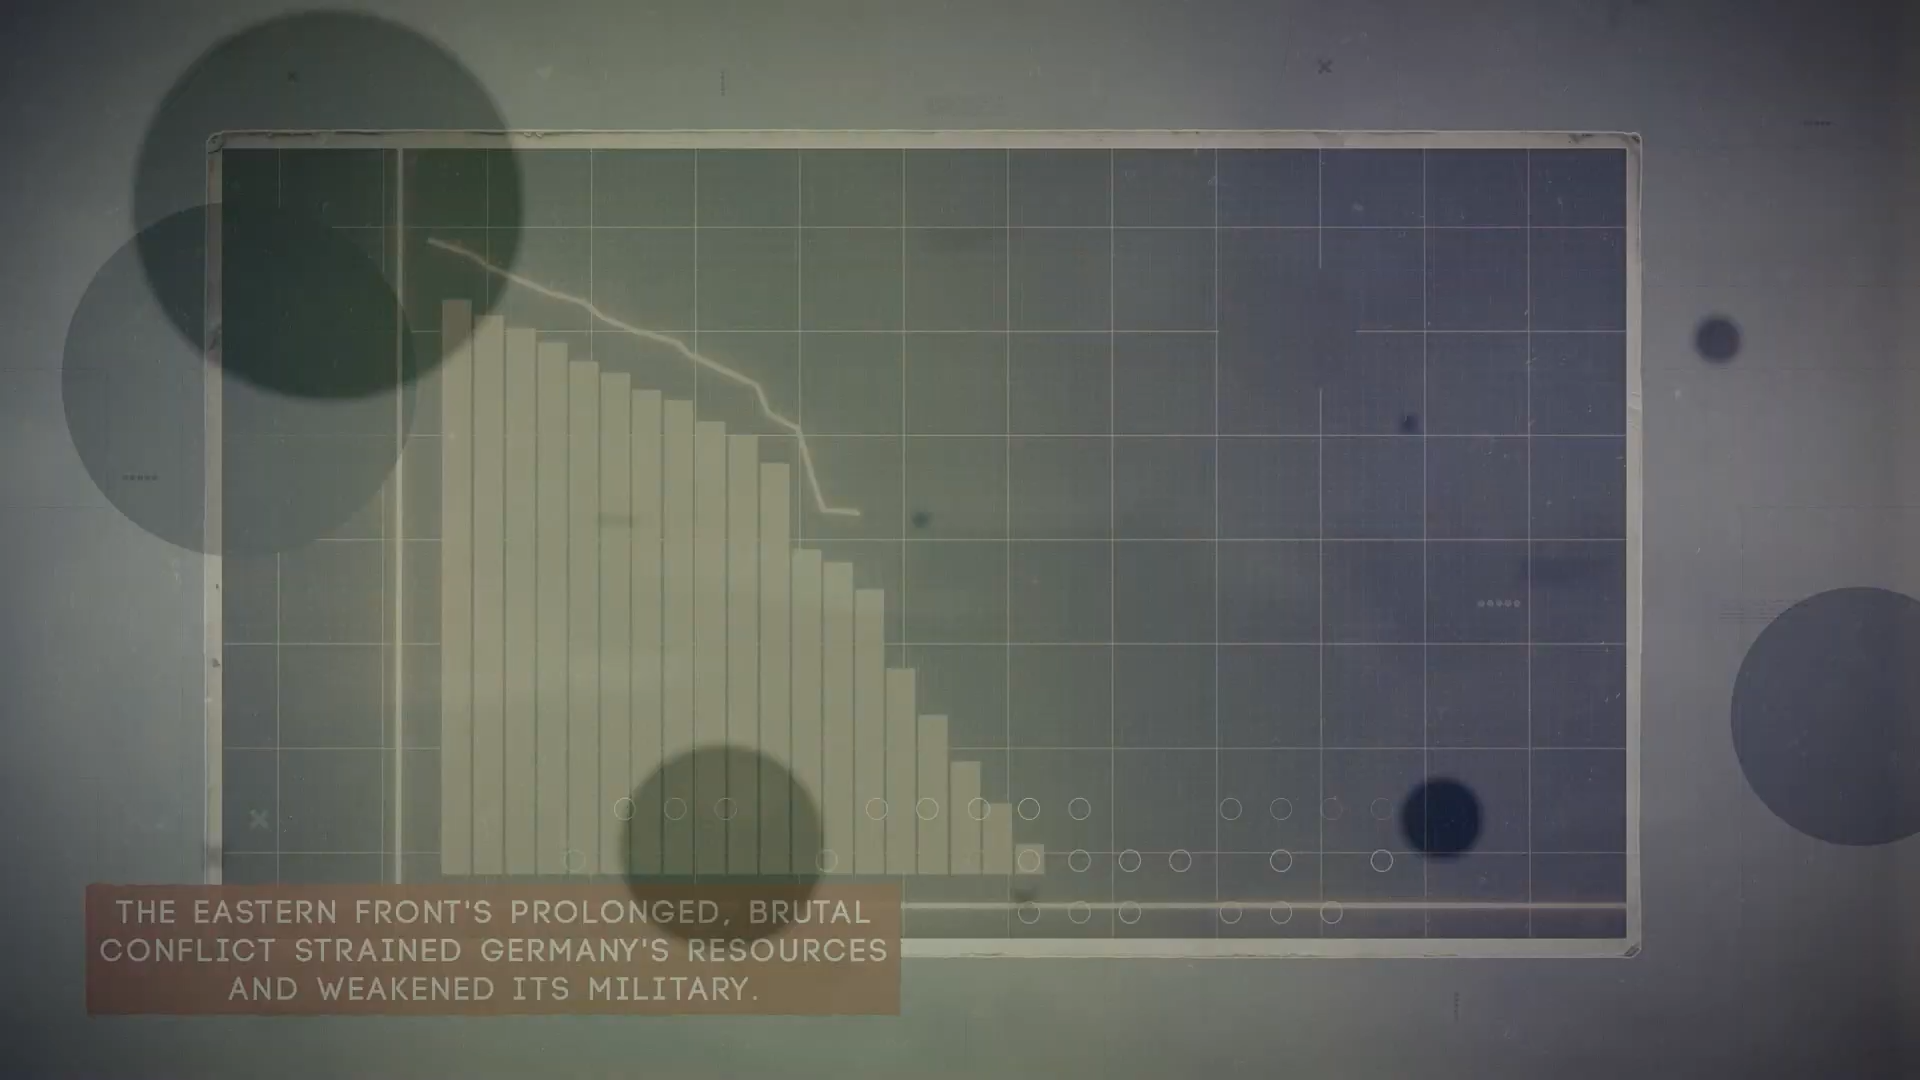 THE EASTERN FRONT'S PROLONGED, BRUTAL
CONFLICT STRAINED GERMANY'S RESOURCES
AND WEAKENED ITS MILITARY.